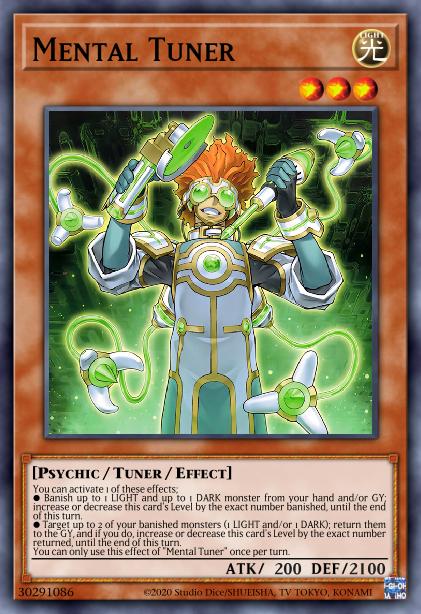 Mental Tuner
LIGHT
光
[Psychic / Tuner / Effect]
You can activate 1 of these effects;
● Banish up to 1 LIGHT and up to 1 DARK monster from your hand and/or GY;
increase or decrease this card's Level by the exact number banished, until the end
of this turn.
● Target up to 2 of your banished monsters (1 LIGHT and/or 1 DARK); return them
to the GY, and if you do, increase or decrease this card's Level by the exact number
returned, until the end of this turn.
You can only use this effect of "Mental Tuner" once per turn.
ATK/ 200 DEF/2100
30291086
©2020 Studio Dice/SHUEISHA, TV TOKYO, KONAMI